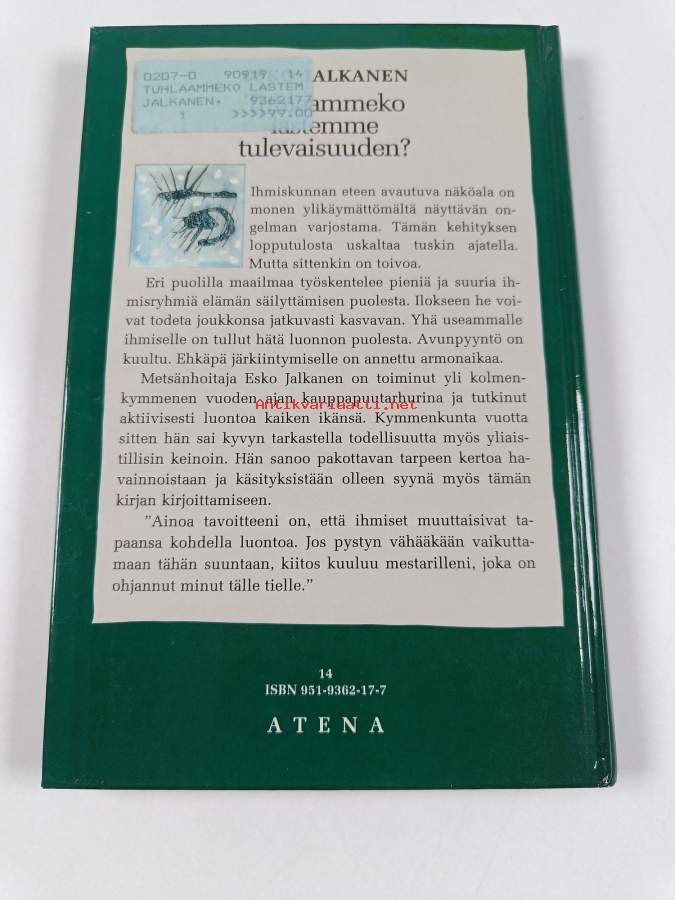 0207-0 90919 14
TUHLAAMMEKO LASTEM
JALKANEN, 9362177
1 >>>>99.00
ALKANEN
ammeko
lastemme
tulevaisuuden?
Ihmiskunnan eteen avautuva näköala on
monen ylikäymättömältä näyttävän on-
gelman varjostama. Tämän kehityksen
lopputulosta uskaltaa tuskin ajatella.
Mutta sittenkin on toivoa.
Eri puolilla maailmaa työskentelee pieniä ja suuria ih-
misryhmiä elämän säilyttämisen puolesta. Ilokseen he voi-
vat todeta joukkonsa jatkuvasti kasvavan. Yhä useammalle
ihmiselle on tullut hätä luonnon puolesta. Avunpyyntö on
kuultu. Ehkäpä järkiintymiselle on annettu armonaikaa.
Metsänhoitaja Esko Jalkanen on toiminut yli kolmen-
kymmenen vuoden ajan kauppapuutarhurina ja tutkinut
Antikvariaatti.net
aktiivisesti luontoa kaiken ikänsä. Kymmenkunta vuotta
sitten hän sai kyvyn tarkastella todellisuutta myös yliais-
tillisin keinoin. Hän sanoo pakottavan tarpeen kertoa ha-
vainnoistaan ja käsityksistään olleen syynä myös tämän
kirjan kirjoittamiseen.
”Ainoa tavoitteeni on, että ihmiset muuttaisivat ta-
paansa kohdella luontoa. Jos pystyn vähääkään vaikutta-
maan tähän suuntaan, kiitos kuuluu mestarilleni, joka on
ohjannut minut tälle tielle.”
14
ISBN 951-9362-17-7
ATENA